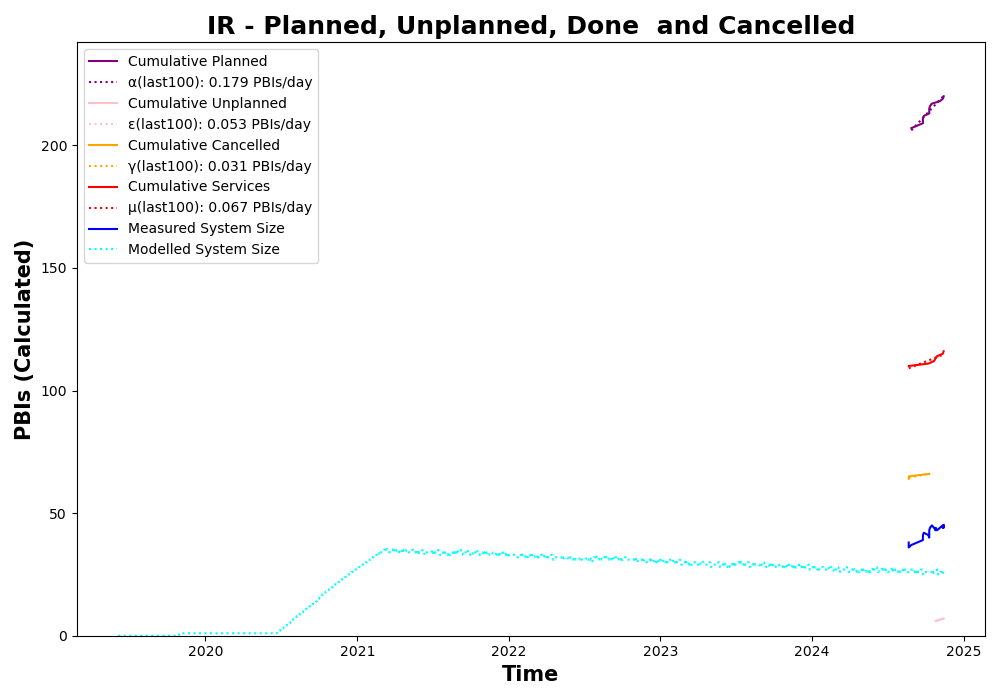 IR - Planned, Unplanned, Done  and Cancelled
Cumulative Planned
α(last100): 0.179 PBIs/day
Cumulative Unplanned
ε(last100): 0.053 PBIs/day
Cumulative Cancelled
γ(last100): 0.031 PBIs/day
Cumulative Services
μ(last100): 0.067 PBIs/day
Measured System Size
Modelled System Size
PBIs (Calculated)
200
150
100
50
0
2020 2021 2022 2023 2024 2025
Time